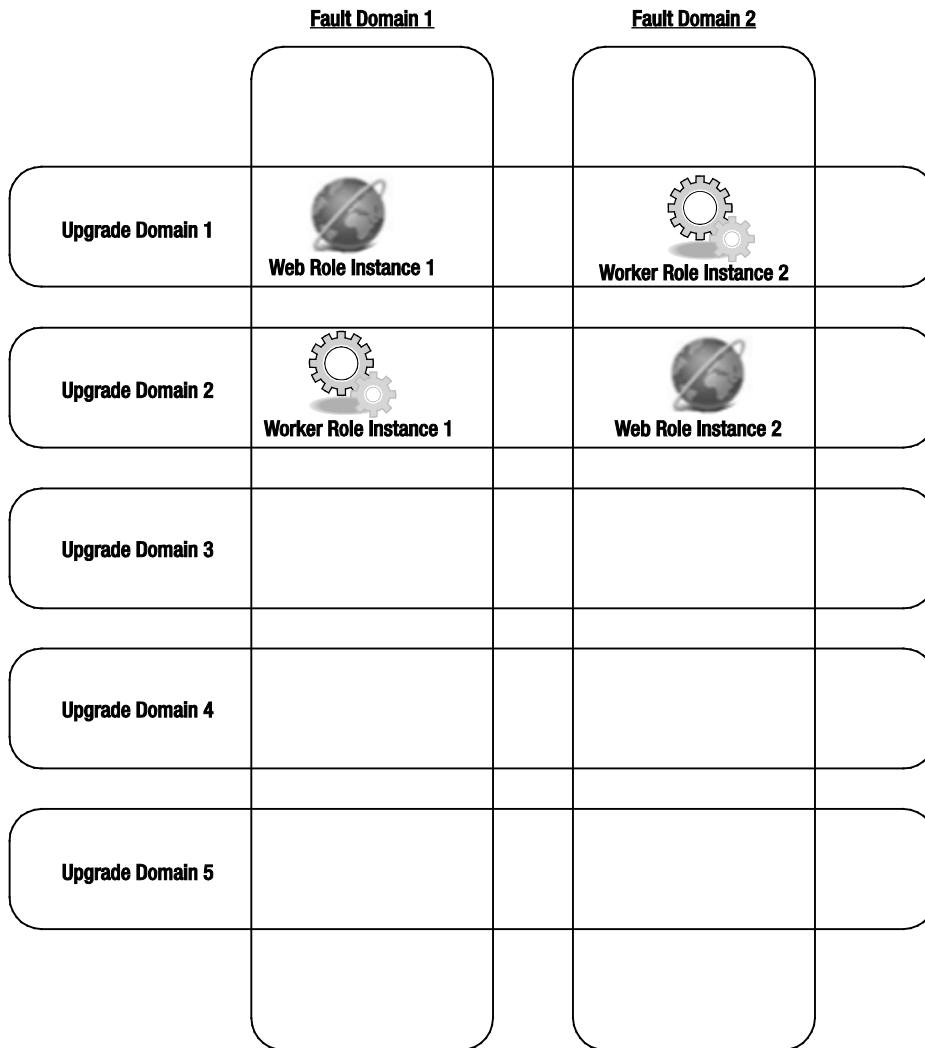 Fault Domain 1
Fault Domain 2
Upgrade Domain 1
Web Role Instance 1
Worker Role Instance 2
Upgrade Domain 2
Worker Role Instance 1
Web Role Instance 2
Upgrade Domain 3
Upgrade Domain 4
Upgrade Domain 5